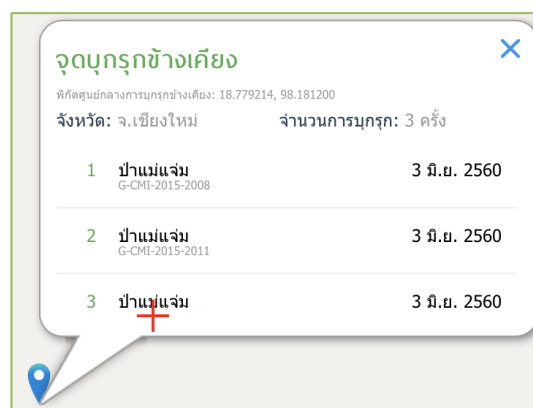 จุดบุกรุกข้างเคียง
พิกัดศูนย์กลางการบุกรุกข้างเคียง: 18.779214, 98.181200
จังหวัด: จ.เชียงใหม่ จำนวนการบุกรุก: 3 ครั้ง
1 ป่าแม่แจ่ม 3 มิ.ย. 2560
G-CMI-2015-2008
2 ป่าแม่แจ่ม 3 มิ.ย. 2560
G-CMI-2015-2011
3 ป่าแม่แจ่ม 3 มิ.ย. 2560